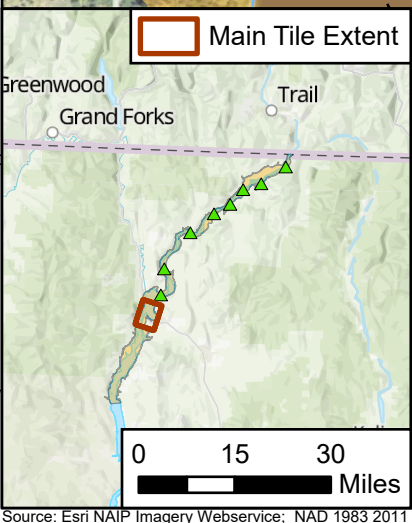 Main Tile Extent
Greenwood
Trail
Grand Forks
0 15 30
Miles
Source: Esri NAIP Imagery Webservice; NAD 1983 2011